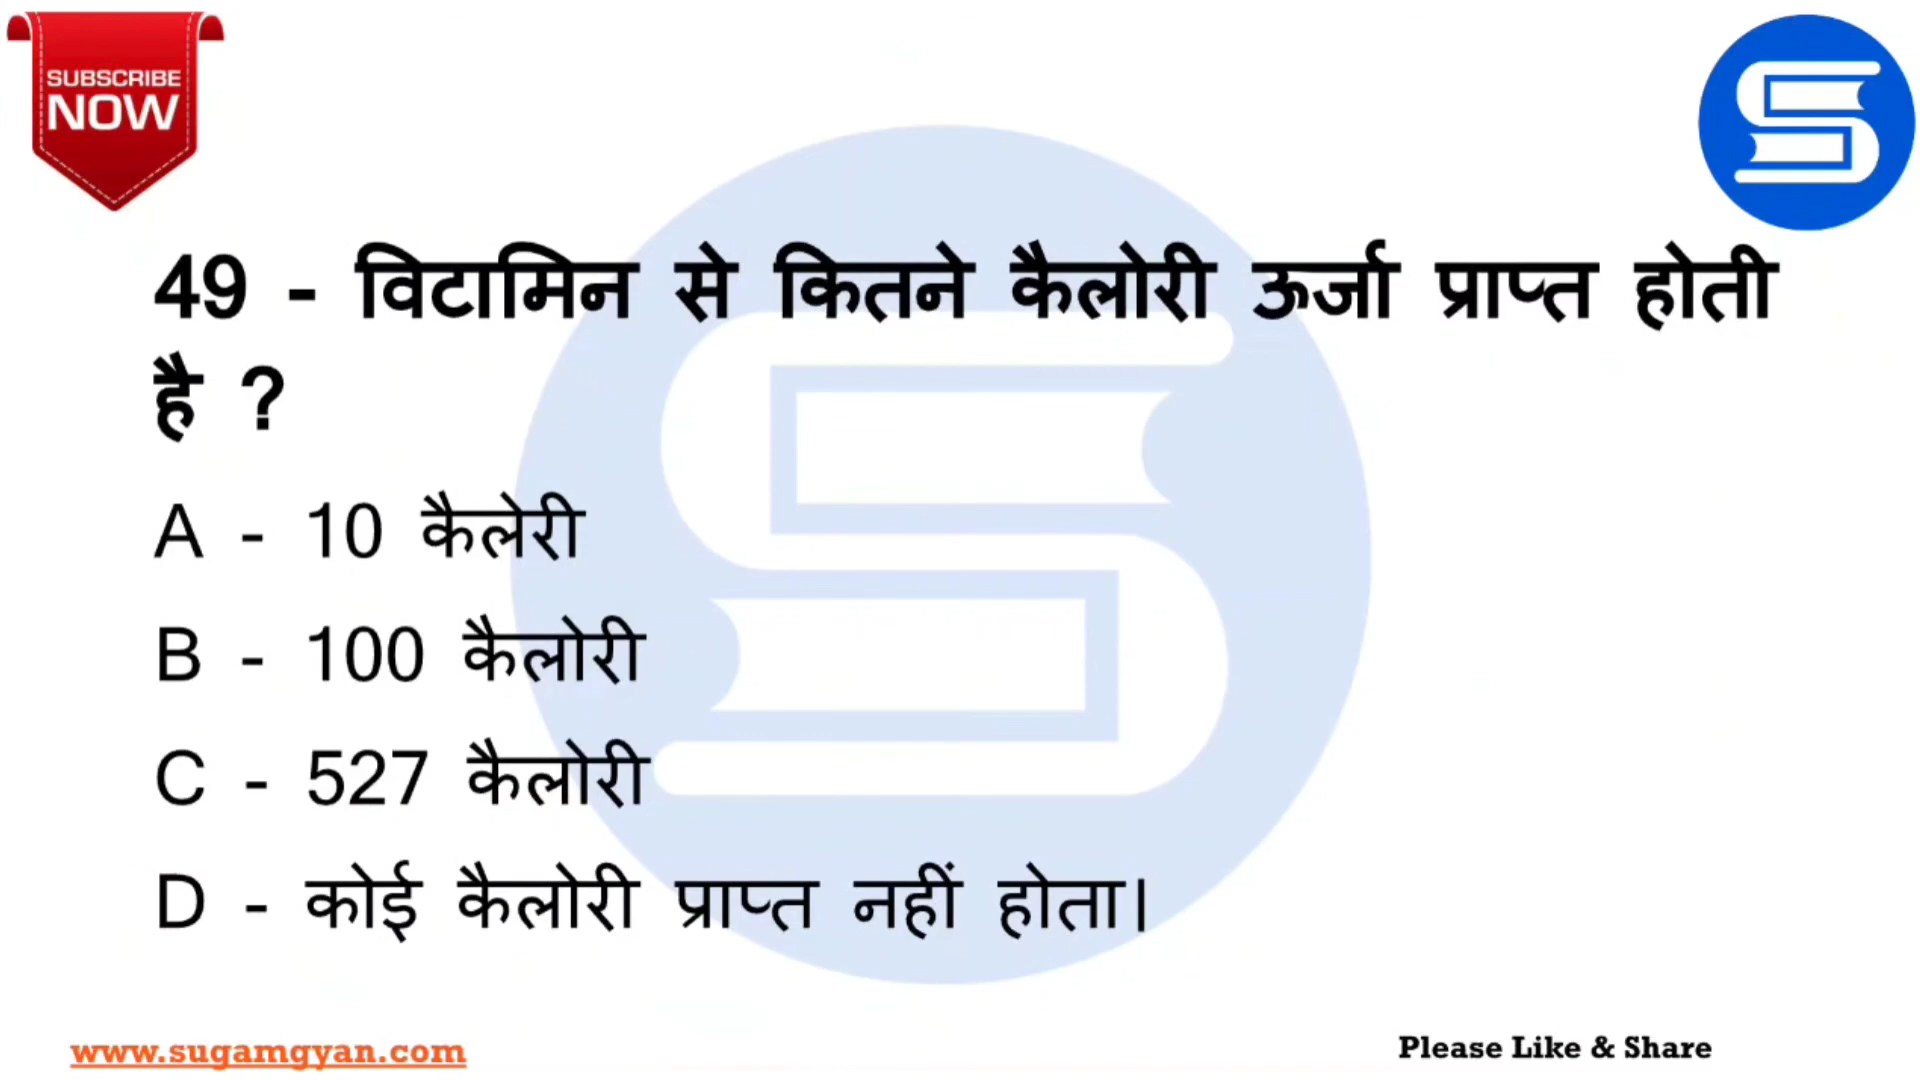 SUBSCRIBE
NOW
49 - विटामिन से कितने कैलोरी ऊर्जा प्राप्त होती
है ?
A - 10 कैलेरी
B - 100 कैलोरी
C - 527 कैलोरी
D - कोई कैलोरी प्राप्त नहीं होता।
www.sugamgyan.com
Please Like & Share